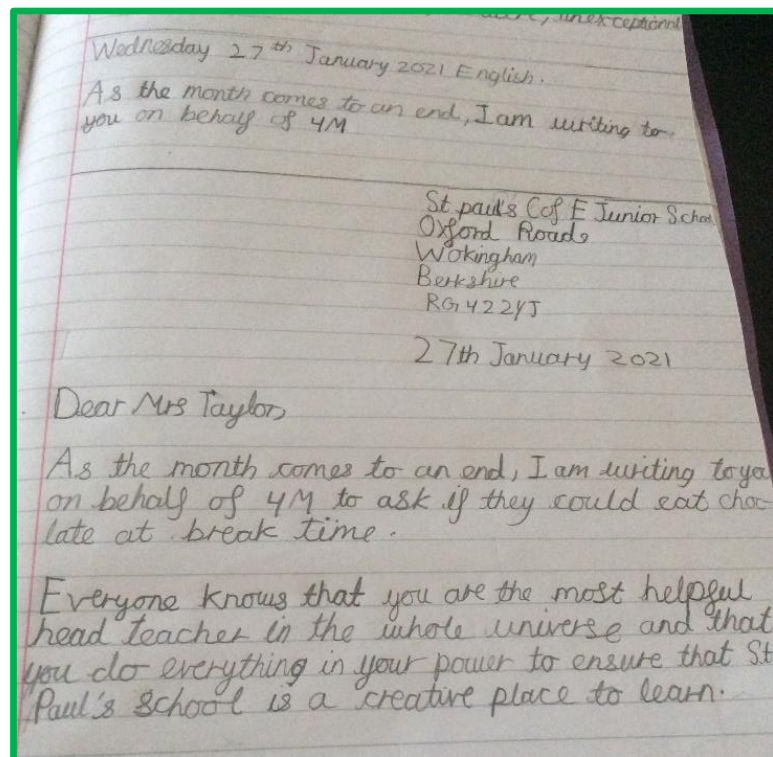 unexceptional
Wednesday 27th January 2021 English.
As the month comes to an end, I am writing to
you on behalf of 4M
St paul's C of E Junior School
Oxford Road,
Wokingham
Berkshire
RG41 2YJ
27th January 2021
Dear Mrs Taylor,
As the month comes to an end, I am writing to you
on behalf of 4M to ask if they could eat choc-
late at break time.
Everyone knows that you are the most helpful
head teacher in the whole universe and that
you do everything in your power to ensure that St
Paul's School is a creative place to learn.